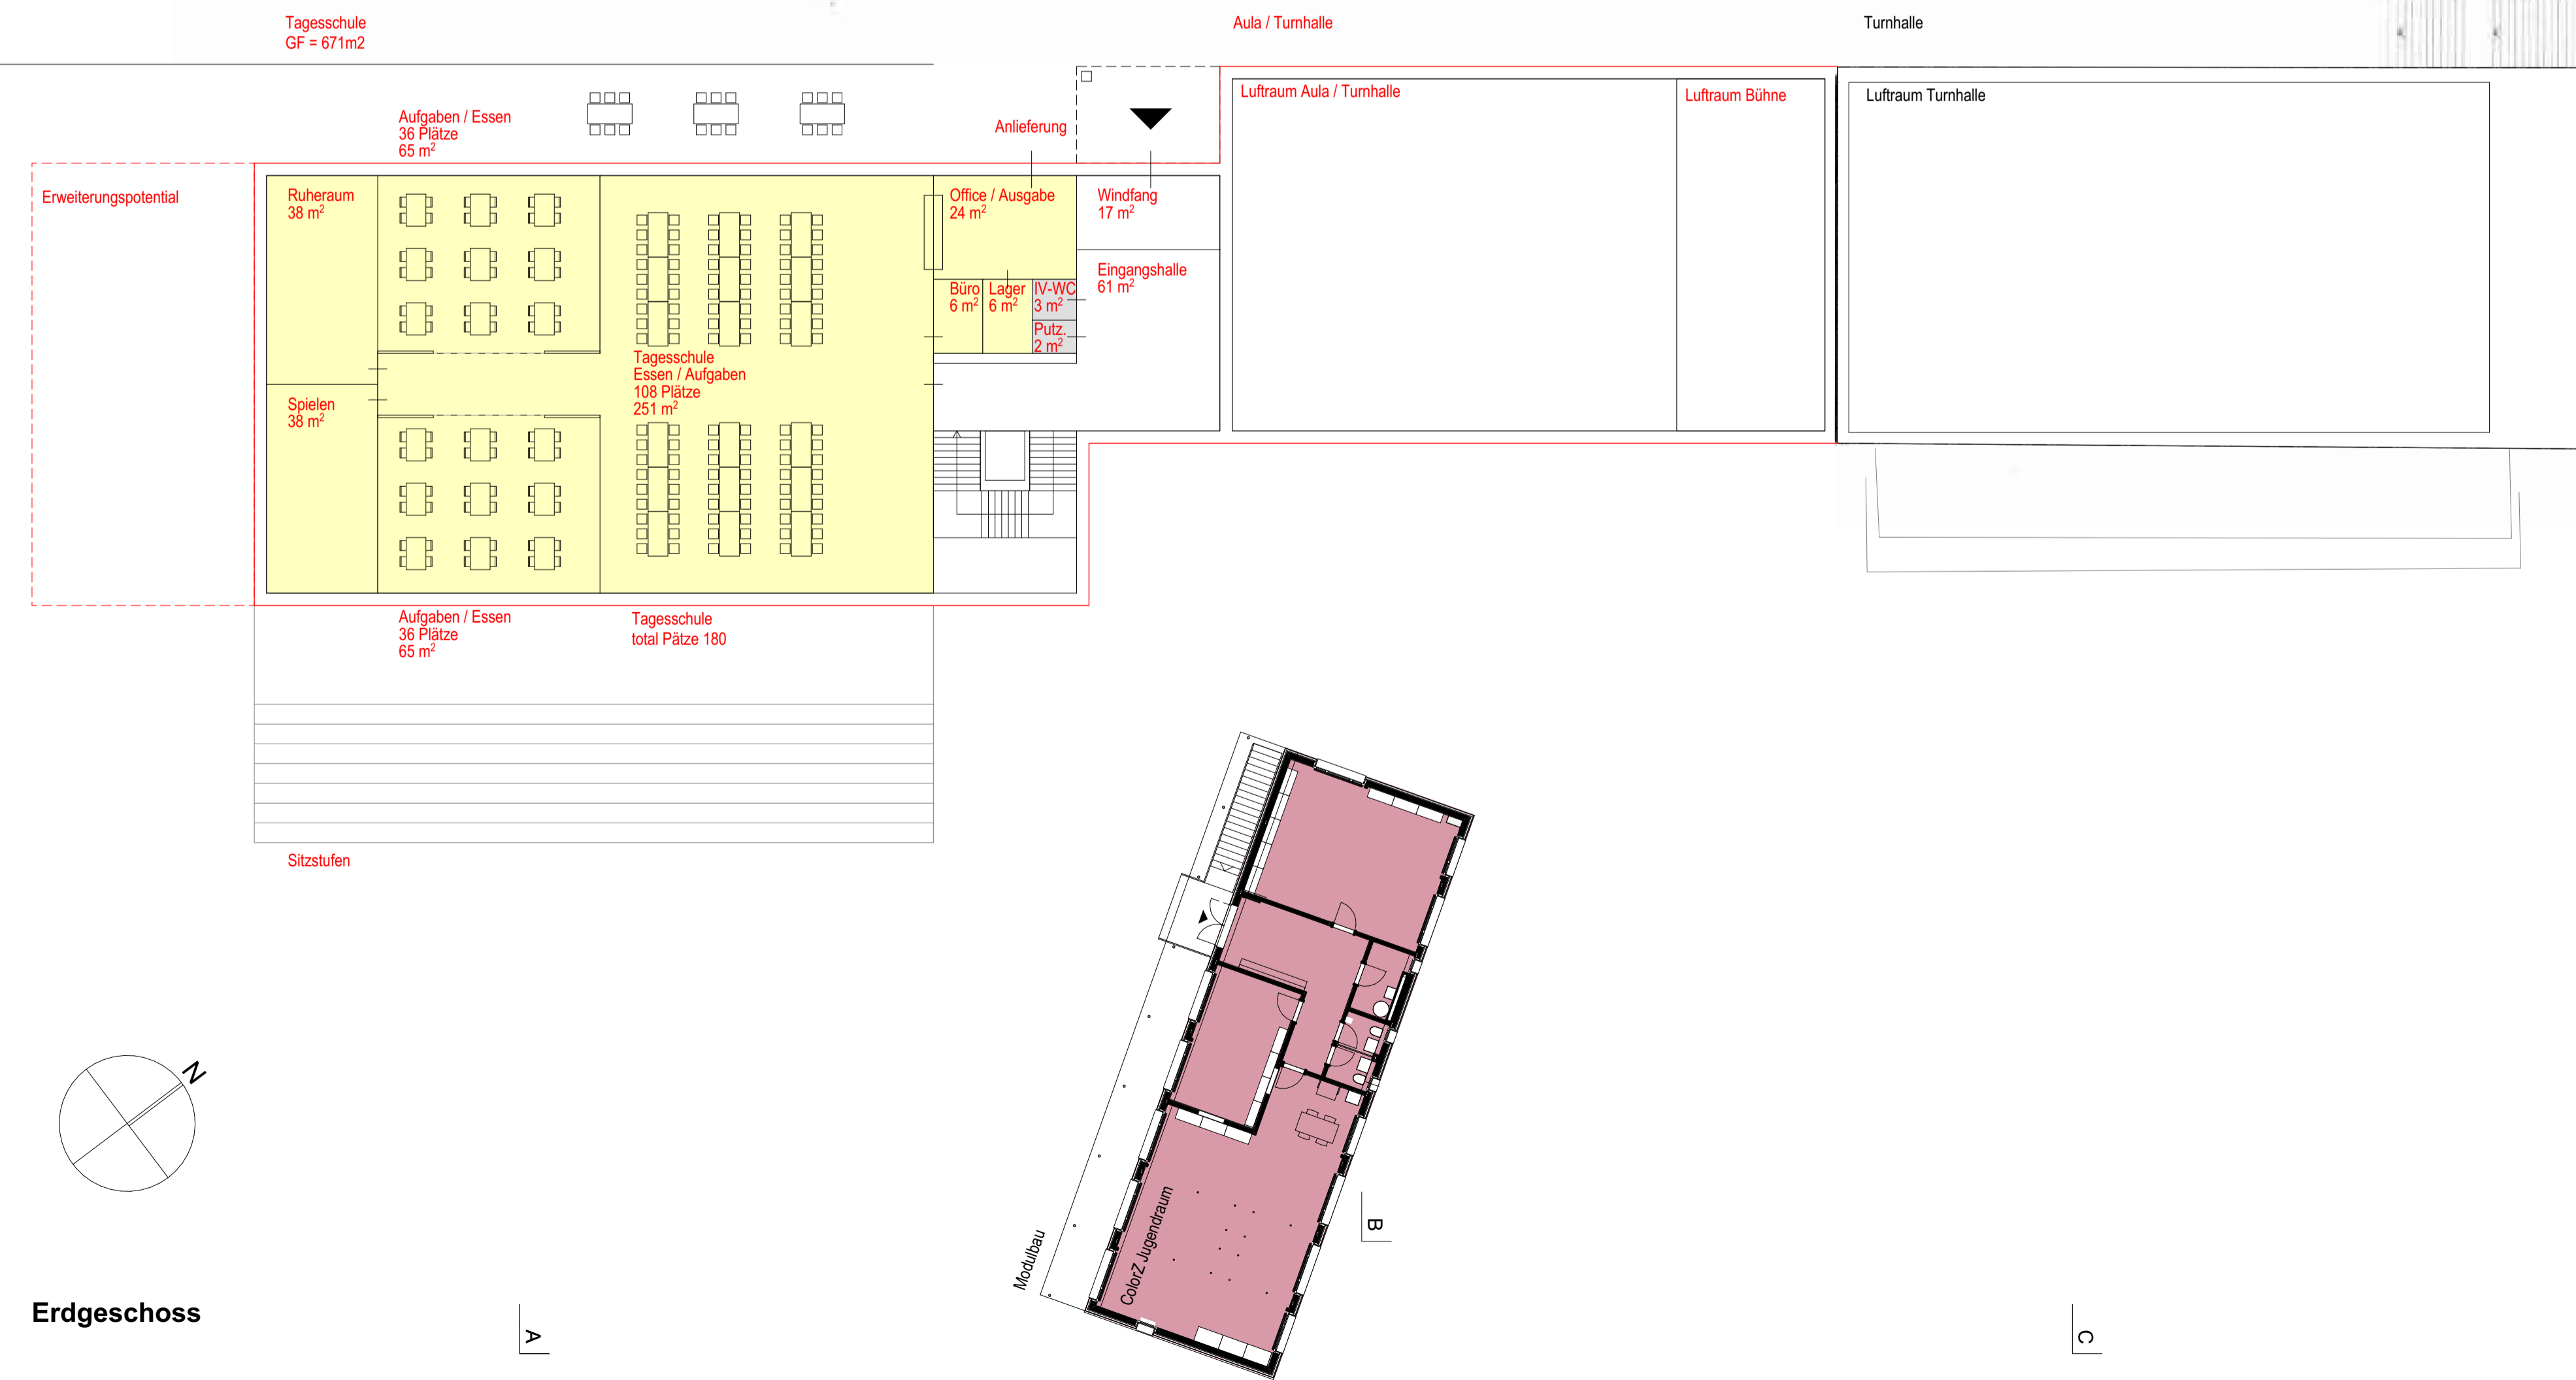 Tagesschule
GF = 671m2
Aula / Turnhalle
Turnhalle
Aufgaben / Essen
36 Plätze
65 m²
Anlieferung
Luftraum Aula / Turnhalle
Luftraum Bühne
Luftraum Turnhalle
Erweiterungspotential
Ruheraum
38 m²
Office / Ausgabe
24 m²
Windfang
17 m²
Eingangshalle
61 m²
Büro
6 m²
Lager
6 m²
IV-WC
3 m²
Putz.
2 m²
Tagesschule
Essen / Aufgaben
108 Plätze
251 m²
Spielen
38 m²
Aufgaben / Essen
36 Plätze
65 m²
Tagesschule
total Pätze 180
Sitzstufen
N
Modulbau
ColorZ Jugendraum
B
Erdgeschoss
A
C